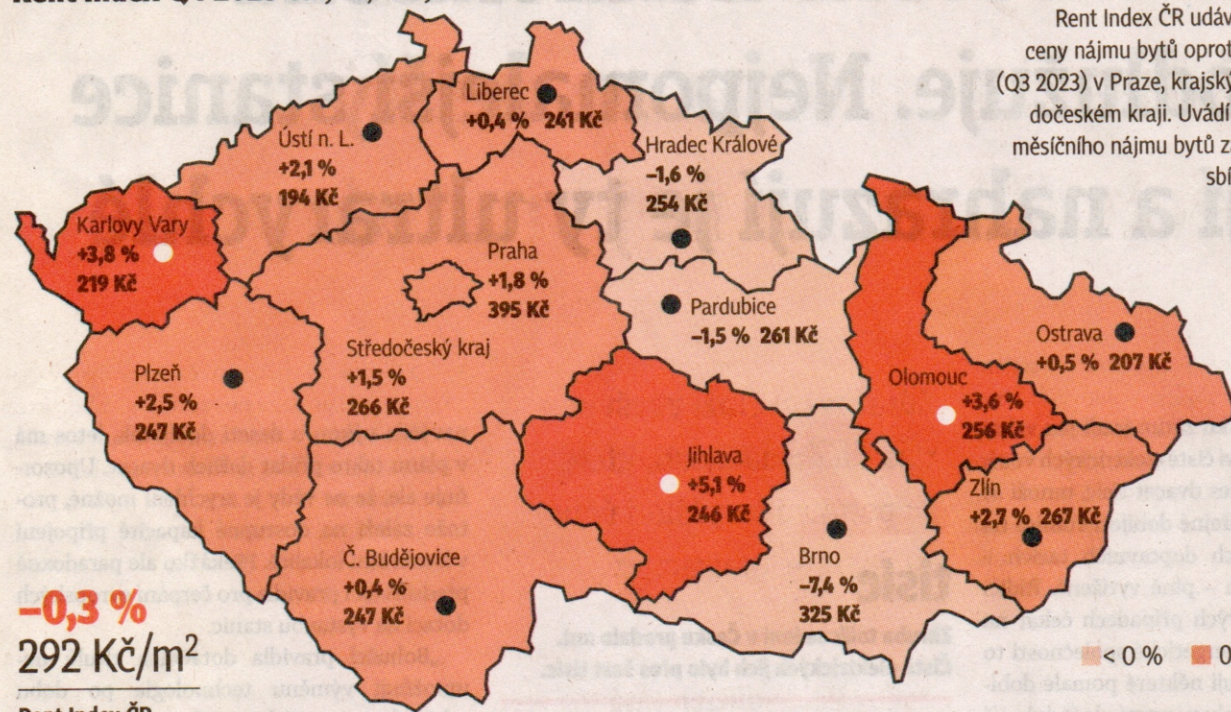 Rent Index ČR udáv
ceny nájmu bytů oprot
(Q3 2023) v Praze, krajský
dočeském kraji. Uvádí
měsíčního nájmu bytů z
sbí
Liberec
+0,4 % 241 Kč
Ústí n. L.
+2,1 %
194 Kč
Hradec Králové
–1,6 %
254 Kč
Karlovy Vary
+3,8 %
219 Kč
Praha
+1,8 %
395 Kč
Pardubice
–1,5 % 261 Kč
Ostrava
+0,5 % 207 Kč
Středočeský kraj
+1,5 %
266 Kč
Plzeň
+2,5 %
247 Kč
Olomouc
+3,6 %
256 Kč
Jihlava
+5,1 %
246 Kč
Zlín
+2,7 % 267 Kč
Brno
–7,4 %
325 Kč
Č. Budějovice
+0,4 %
247 Kč
–0,3 %
292 Kč/m²
< 0 % 0
Rent Index ČR